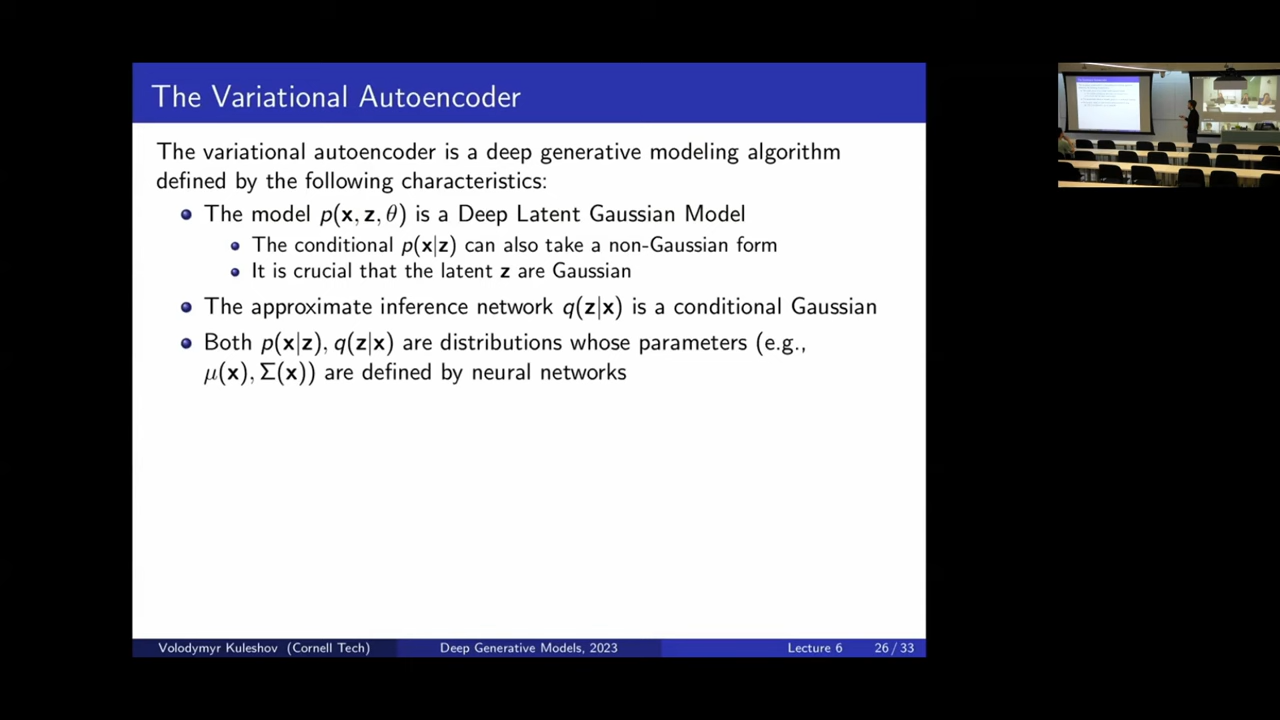 The Variational Autoencoder
The variational autoencoder is a deep generative modeling algorithm
defined by the following characteristics:
The model p(x, z, θ) is a Deep Latent Gaussian Model
The conditional p(x|z) can also take a non-Gaussian form
It is crucial that the latent z are Gaussian
The approximate inference network q(z|x) is a conditional Gaussian
Both p(x|z), q(z|x) are distributions whose parameters (e.g.,
μ(x), Σ(x)) are defined by neural networks
Volodymyr Kuleshov (Cornell Tech) Deep Generative Models, 2023 Lecture 6 26 / 33